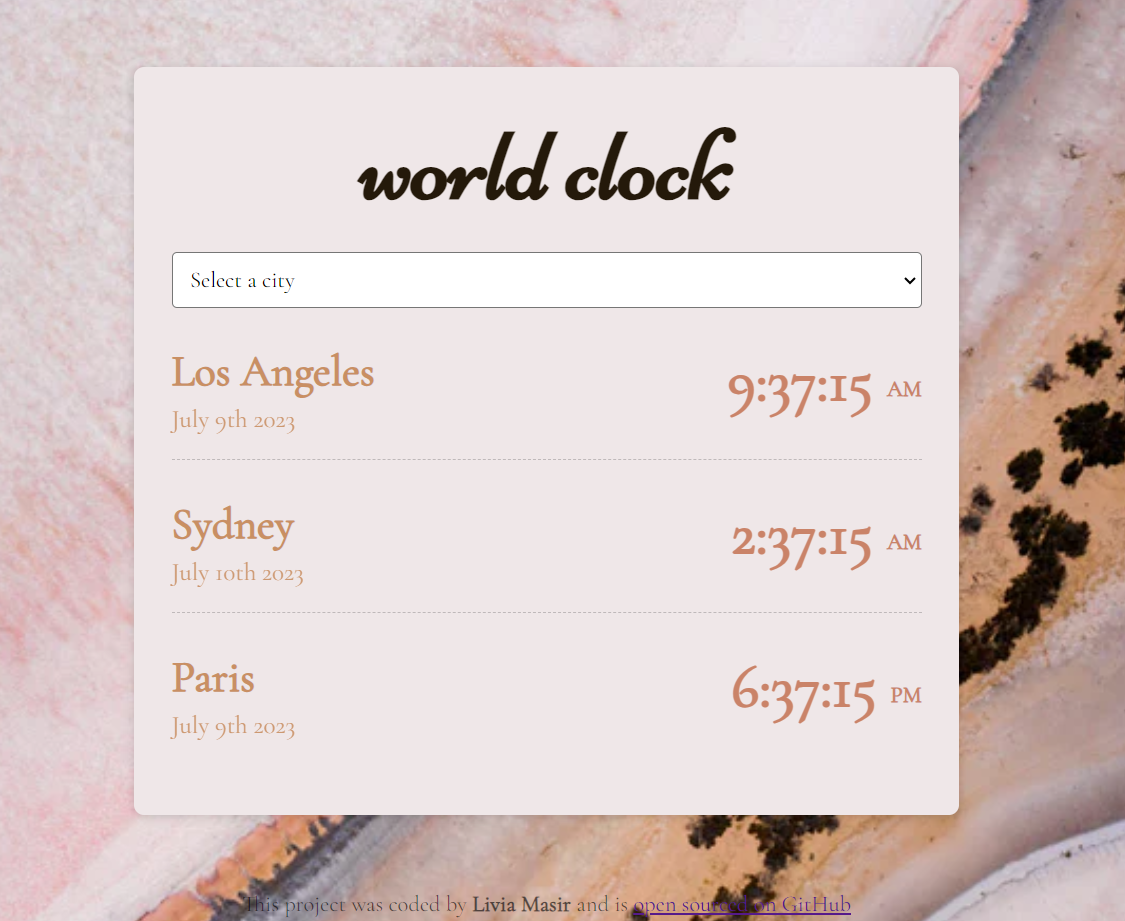 world clock
Select a city
Los Angeles
July 9th 2023
9:37:15 AM
Sydney
July 10th 2023
2:37:15 AM
Paris
July 9th 2023
6:37:15 PM
This project was coded by Livia Masir and is open sourced on GitHub